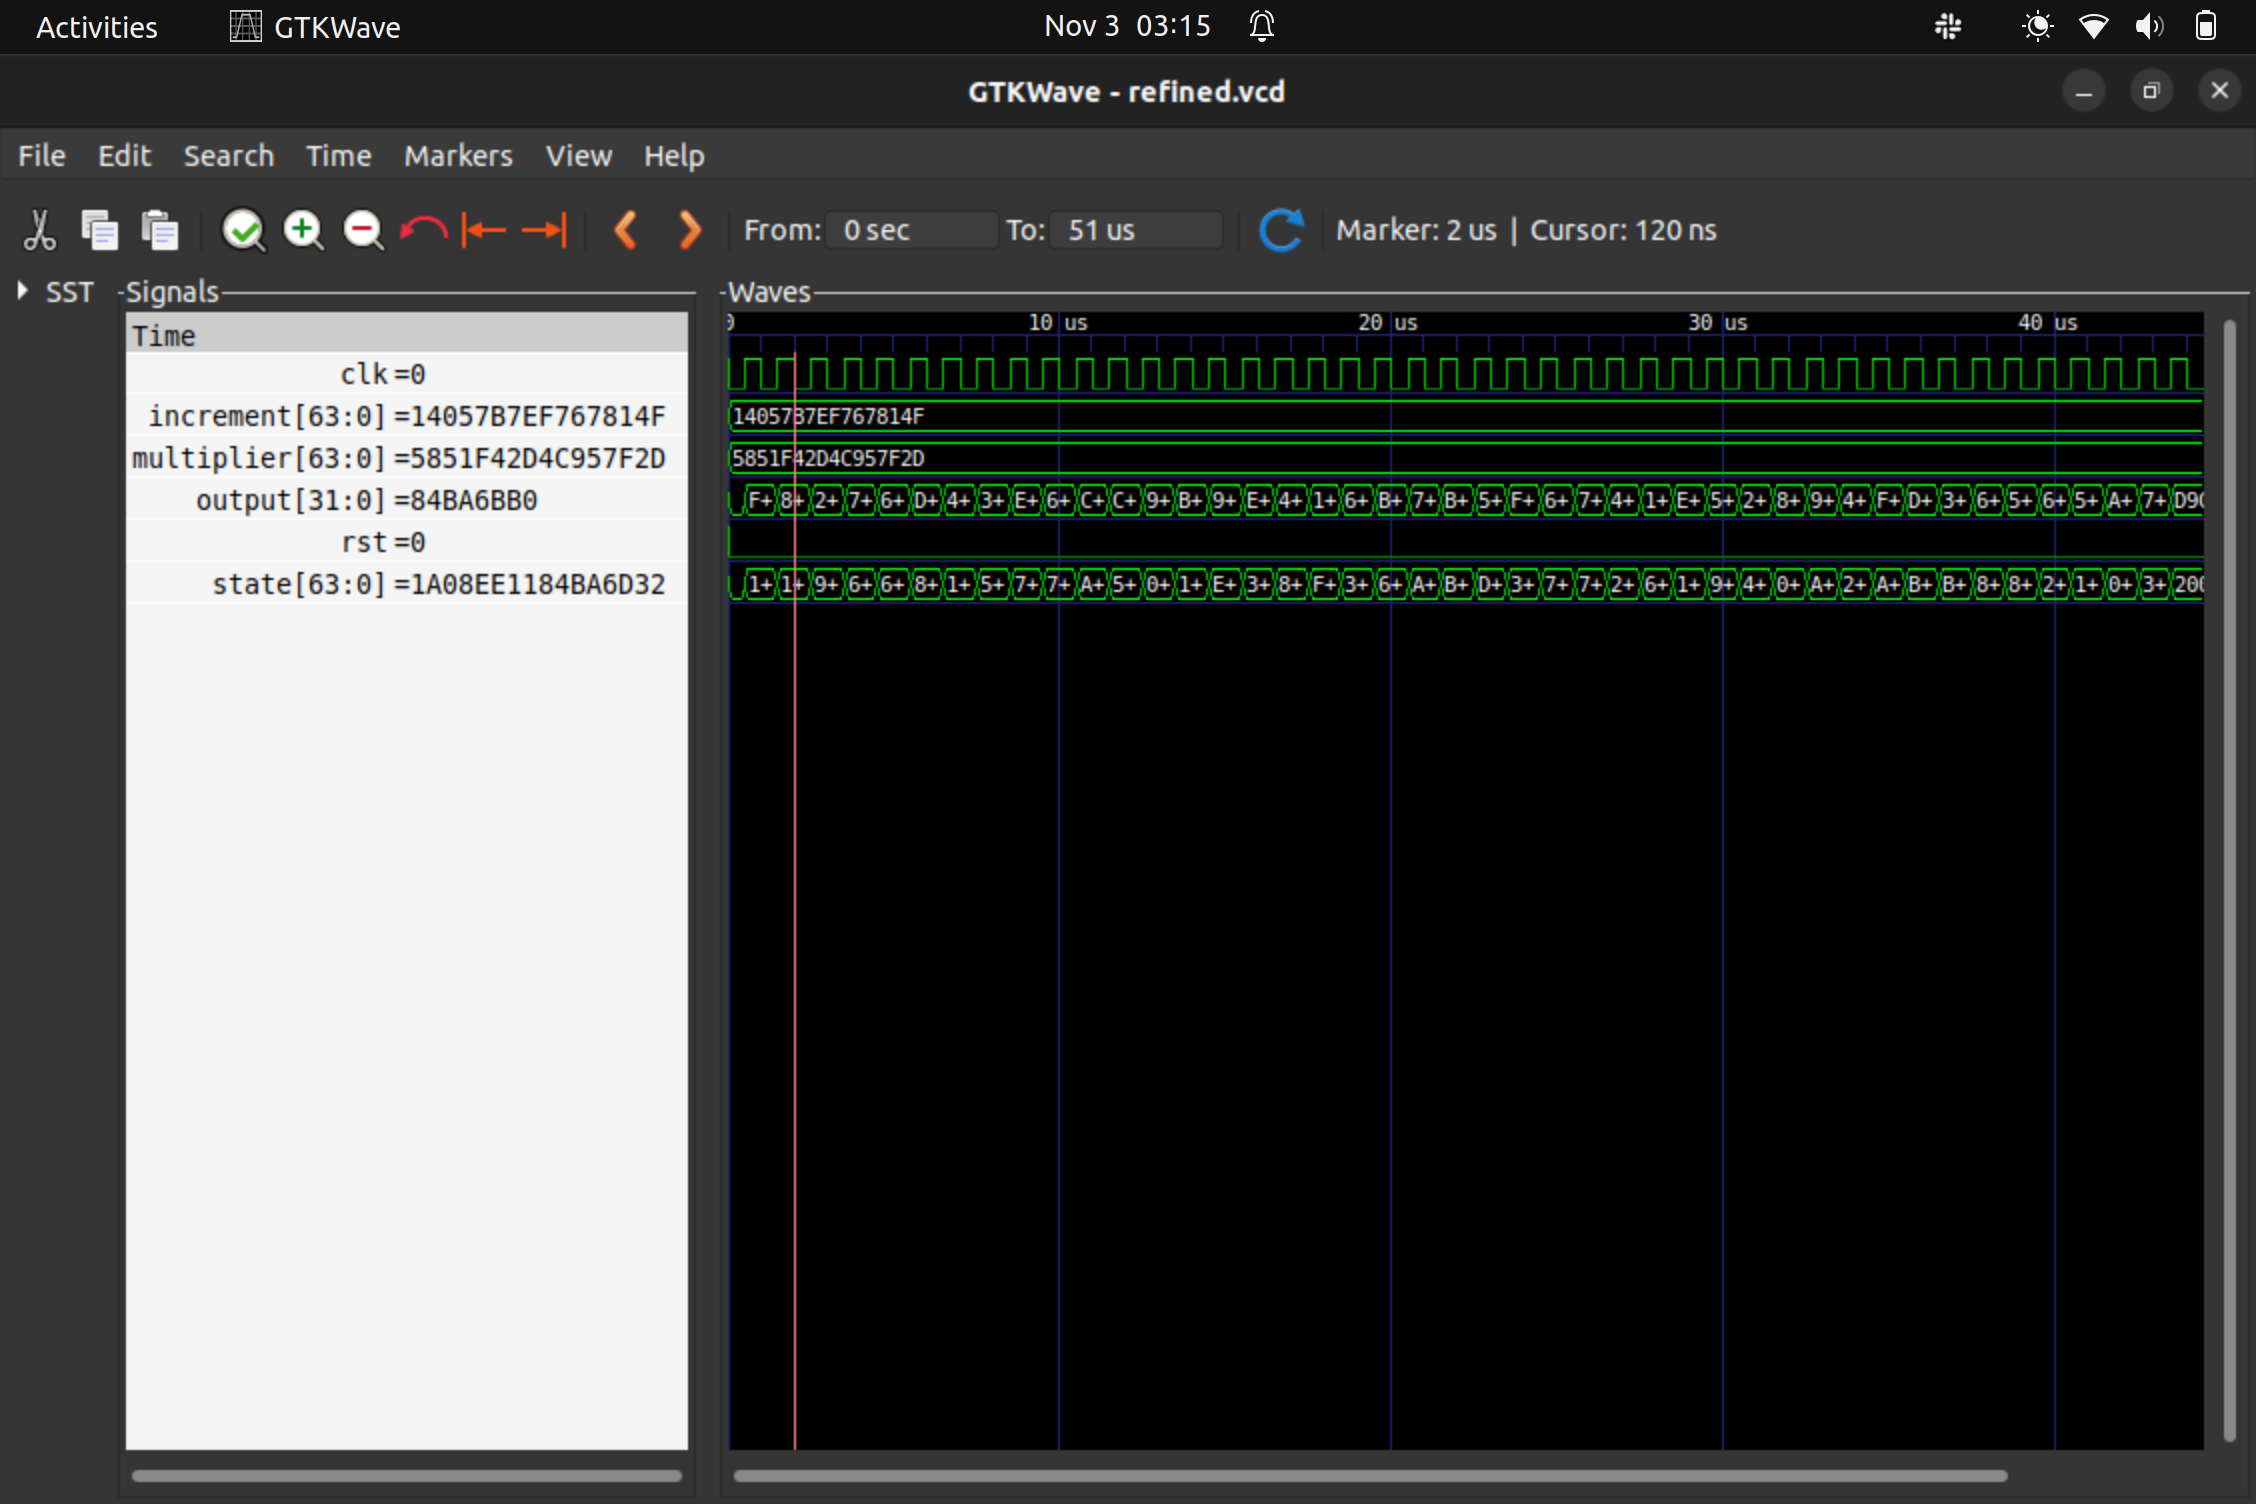 Activities GTKWave Nov 3 03:15
GTKWave - refined.vcd
File Edit Search Time Markers View Help
From: 0 sec To: 51 us Marker: 2 us | Cursor: 120 ns
SST Signals Waves
Time 0 10 us 20 us 30 us 40 us
clk =0
increment[63:0] =14057B7EF767814F 14057B7EF767814F
multiplier[63:0] =5851F42D4C957F2D 5851F42D4C957F2D
output[31:0] =84BA6BB0 F+ 8+ 2+ 7+ 6+ D+ 4+ 3+ E+ 6+ C+ C+ 9+ B+ 9+ E+ 4+ 1+ 6+ B+ 7+ B+ 5+ F+ 6+ 7+ 4+ 1+ E+ 5+ 2+ 8+ 9+ 4+ F+ D+ 3+ 6+ 5+ 6+ 5+ A+ 7+ D90
rst =0
state[63:0] =1A08EE1184BA6D32 1+ 1+ 9+ 6+ 6+ 8+ 1+ 5+ 7+ 7+ A+ 5+ 0+ 1+ E+ 3+ 8+ F+ 3+ 6+ A+ B+ D+ 3+ 7+ 7+ 2+ 6+ 1+ 9+ 4+ 0+ A+ 2+ A+ B+ B+ 8+ 8+ 2+ 1+ 0+ 3+ 200